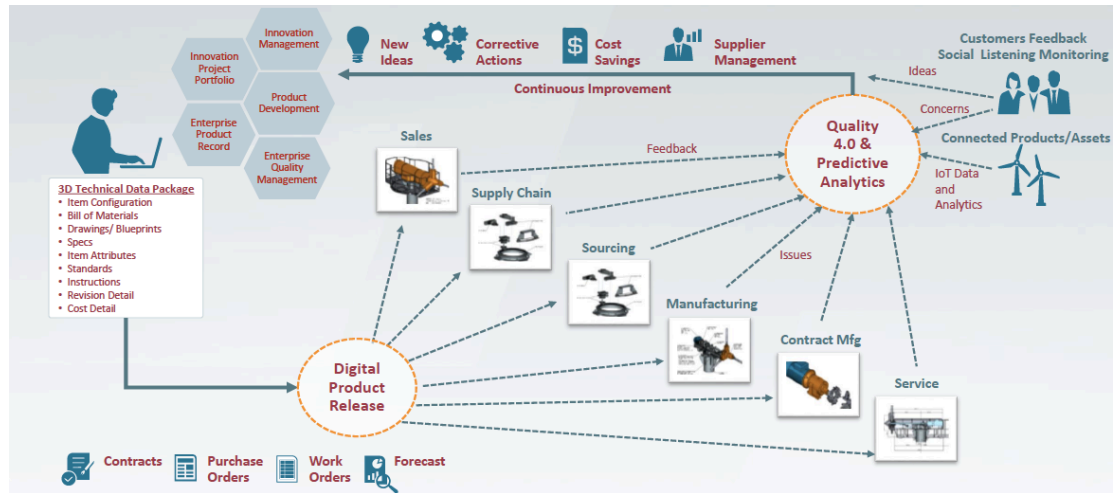 Innovation
Management
Innovation
Project
Portfolio
Product
Development
Enterprise
Product
Record
Enterprise
Quality
Management
New
Ideas
Corrective
Actions
Cost
Savings
Supplier
Management
Continuous Improvement
Customers Feedback
Social Listening Monitoring
Ideas
Concerns
Connected Products/Assets
IoT Data
and
Analytics
Quality
4.0 &
Predictive
Analytics
3D Technical Data Package
• Item Configuration
• Bill of Materials
• Drawings/ Blueprints
• Specs
• Item Attributes
• Standards
• Instructions
• Revision Detail
• Cost Detail
Sales
Feedback
Supply Chain
Sourcing
Issues
Manufacturing
Contract Mfg
Service
Digital
Product
Release
Contracts
Purchase
Orders
Work
Orders
Forecast